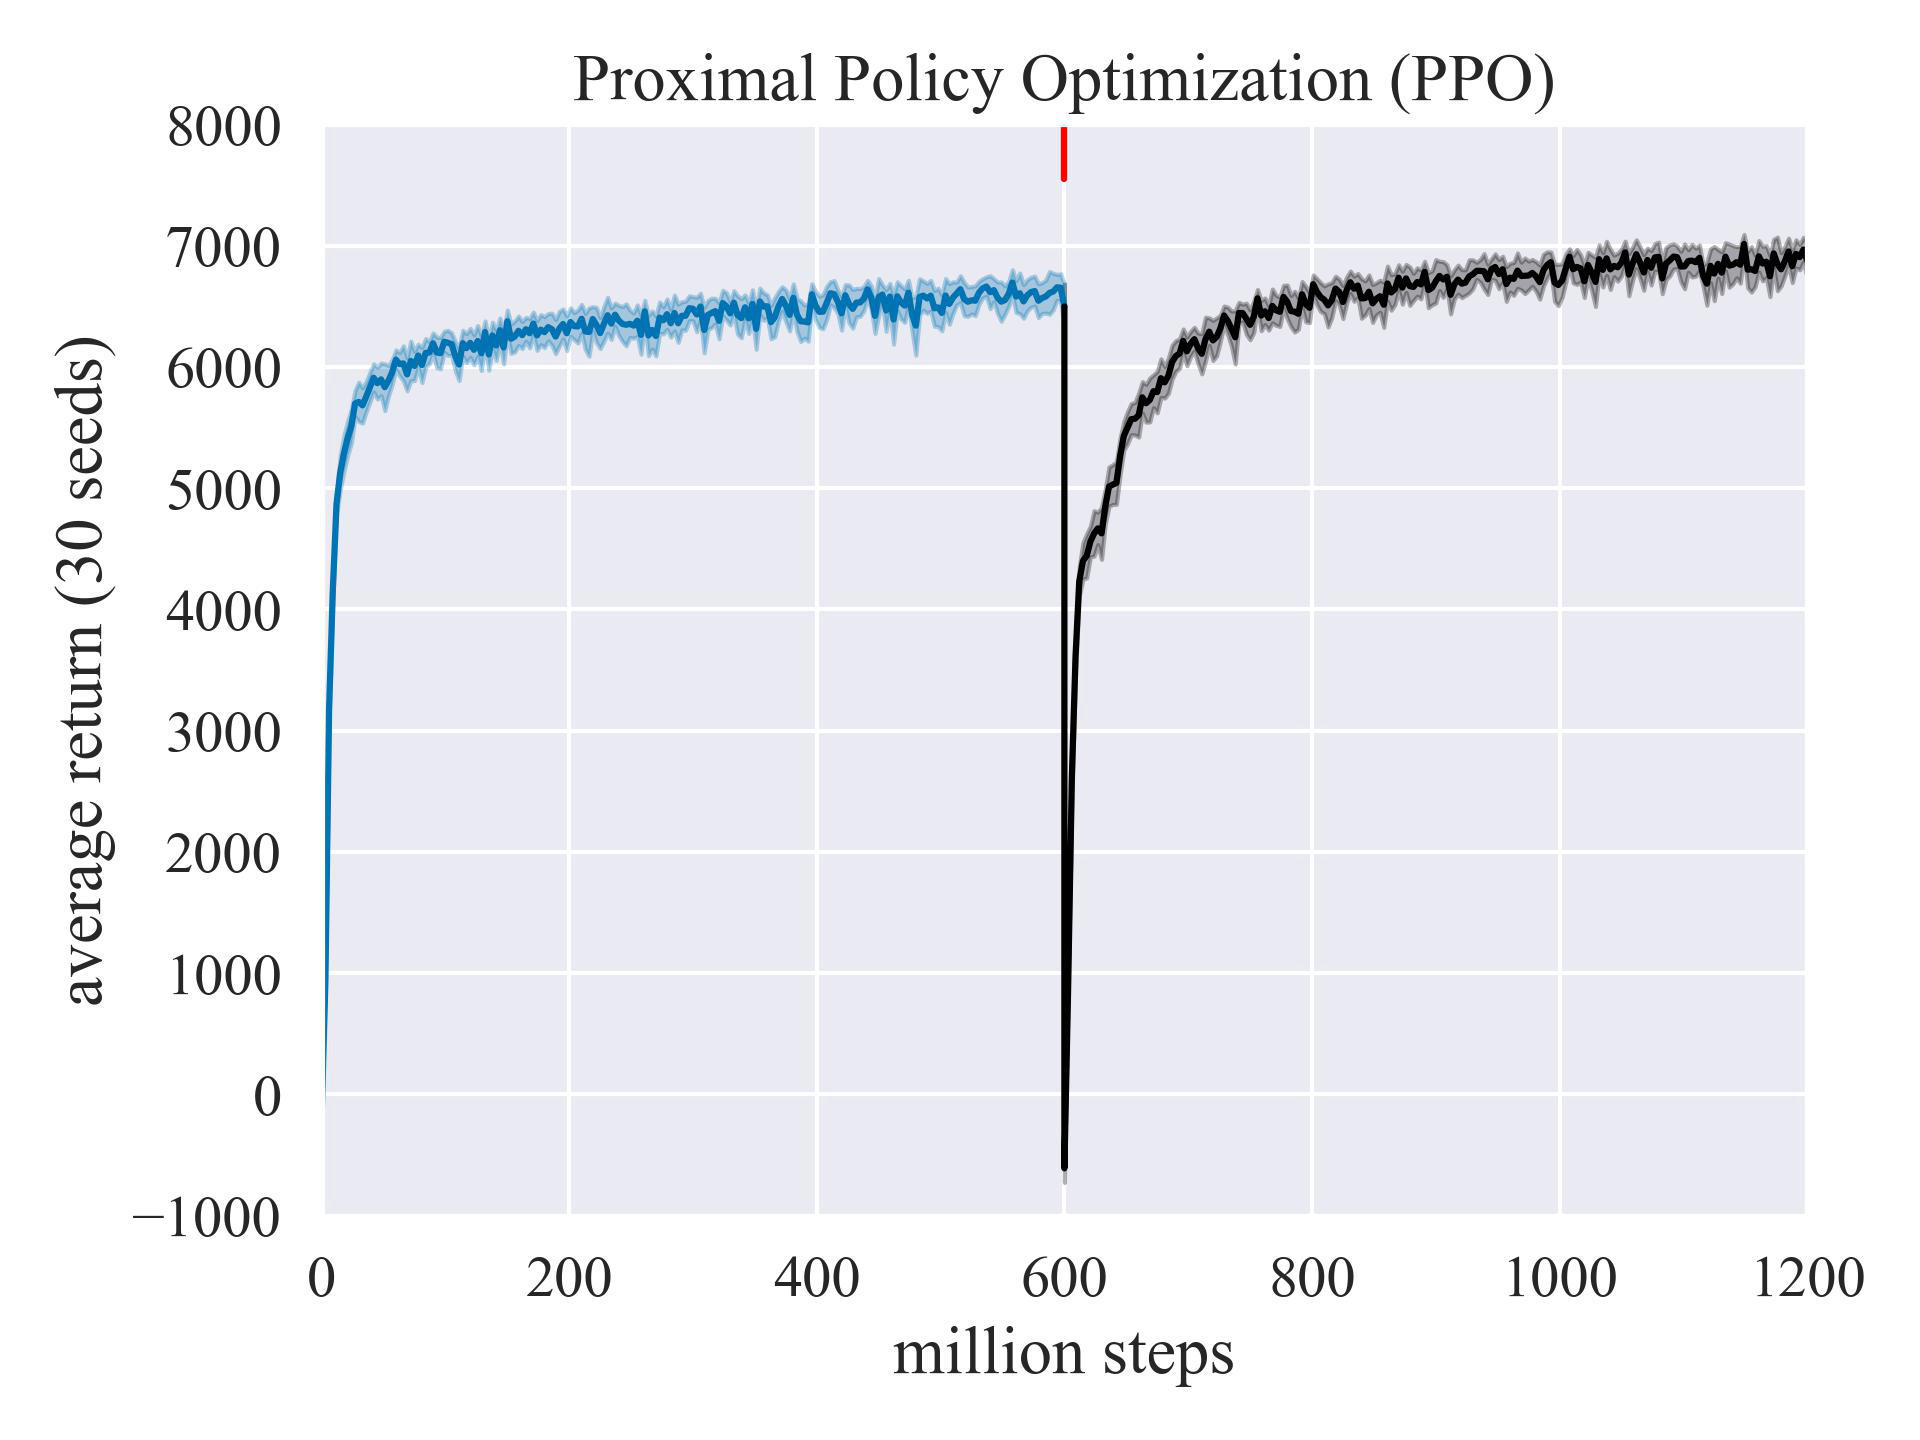 Proximal Policy Optimization (PPO)
8000
7000
6000
5000
4000
3000
2000
1000
0
−1000
average return (30 seeds)
0 200 400 600 800 1000 1200
million steps